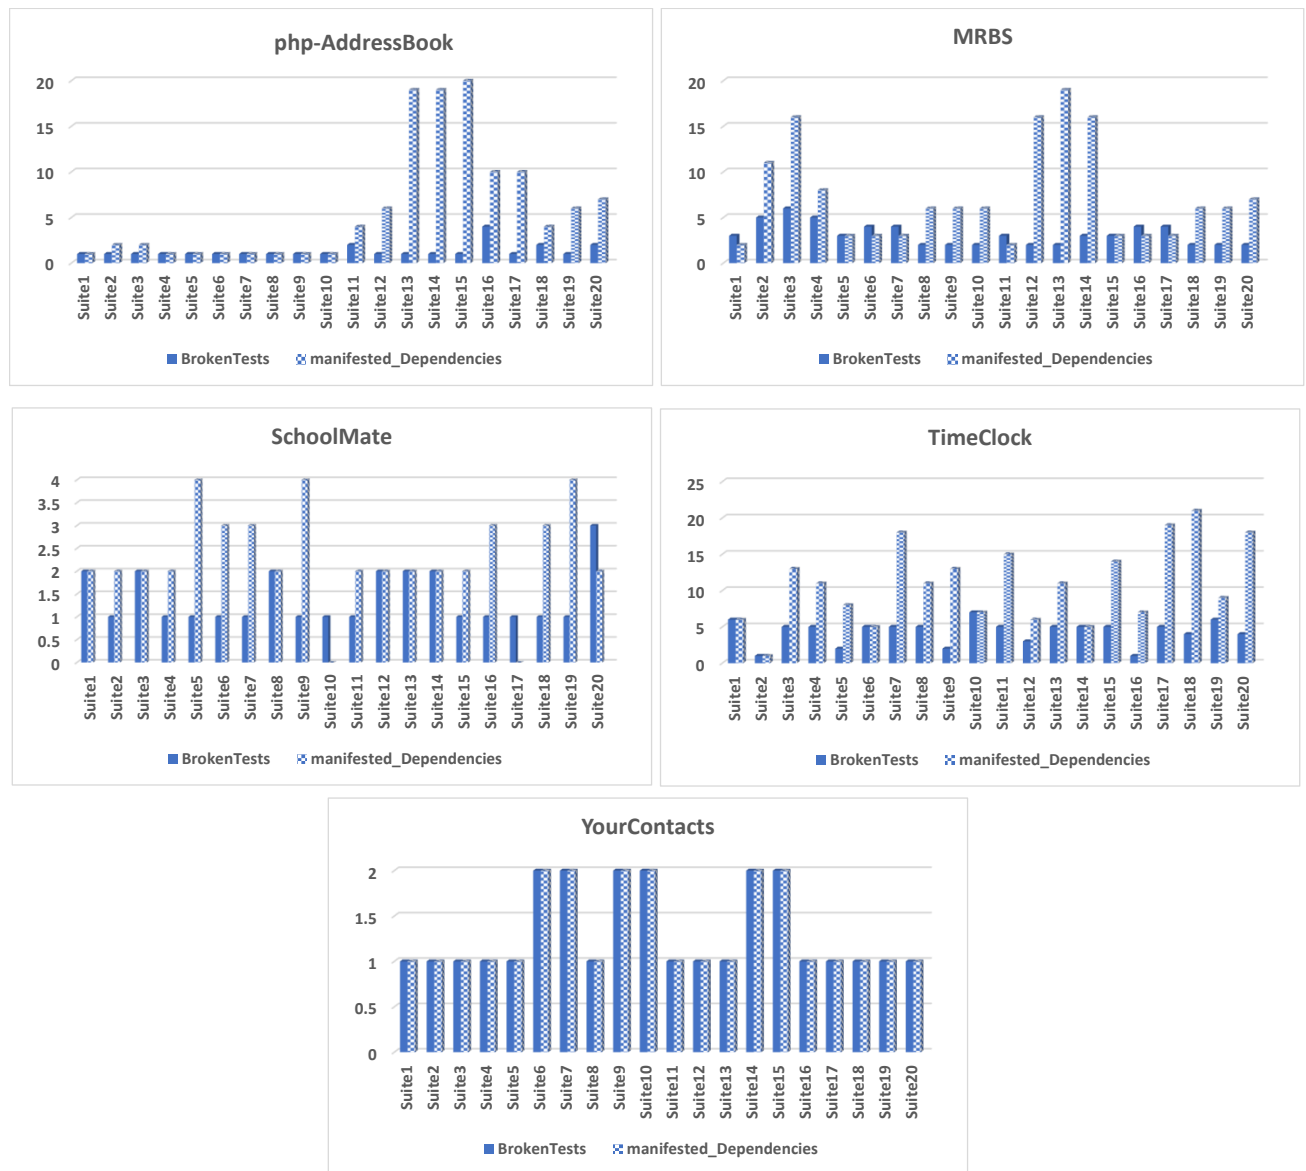 php-AddressBook
20
15
10
5
0
Suite1
Suite2
Suite3
Suite4
Suite5
Suite6
Suite7
Suite8
Suite9
Suite10
Suite11
Suite12
Suite13
Suite14
Suite15
Suite16
Suite17
Suite18
Suite19
Suite20
BrokenTests manifested_Dependencies
MRBS
20
15
10
5
0
Suite1
Suite2
Suite3
Suite4
Suite5
Suite6
Suite7
Suite8
Suite9
Suite10
Suite11
Suite12
Suite13
Suite14
Suite15
Suite16
Suite17
Suite18
Suite19
Suite20
BrokenTests manifested_Dependencies
SchoolMate
4
3.5
3
2.5
2
1.5
1
0.5
0
Suite1
Suite2
Suite3
Suite4
Suite5
Suite6
Suite7
Suite8
Suite9
Suite10
Suite11
Suite12
Suite13
Suite14
Suite15
Suite16
Suite17
Suite18
Suite19
Suite20
BrokenTests manifested_Dependencies
TimeClock
25
20
15
10
5
0
Suite1
Suite2
Suite3
Suite4
Suite5
Suite6
Suite7
Suite8
Suite9
Suite10
Suite11
Suite12
Suite13
Suite14
Suite15
Suite16
Suite17
Suite18
Suite19
Suite20
BrokenTests manifested_Dependencies
YourContacts
2
1.5
1
0.5
0
Suite1
Suite2
Suite3
Suite4
Suite5
Suite6
Suite7
Suite8
Suite9
Suite10
Suite11
Suite12
Suite13
Suite14
Suite15
Suite16
Suite17
Suite18
Suite19
Suite20
BrokenTests manifested_Dependencies